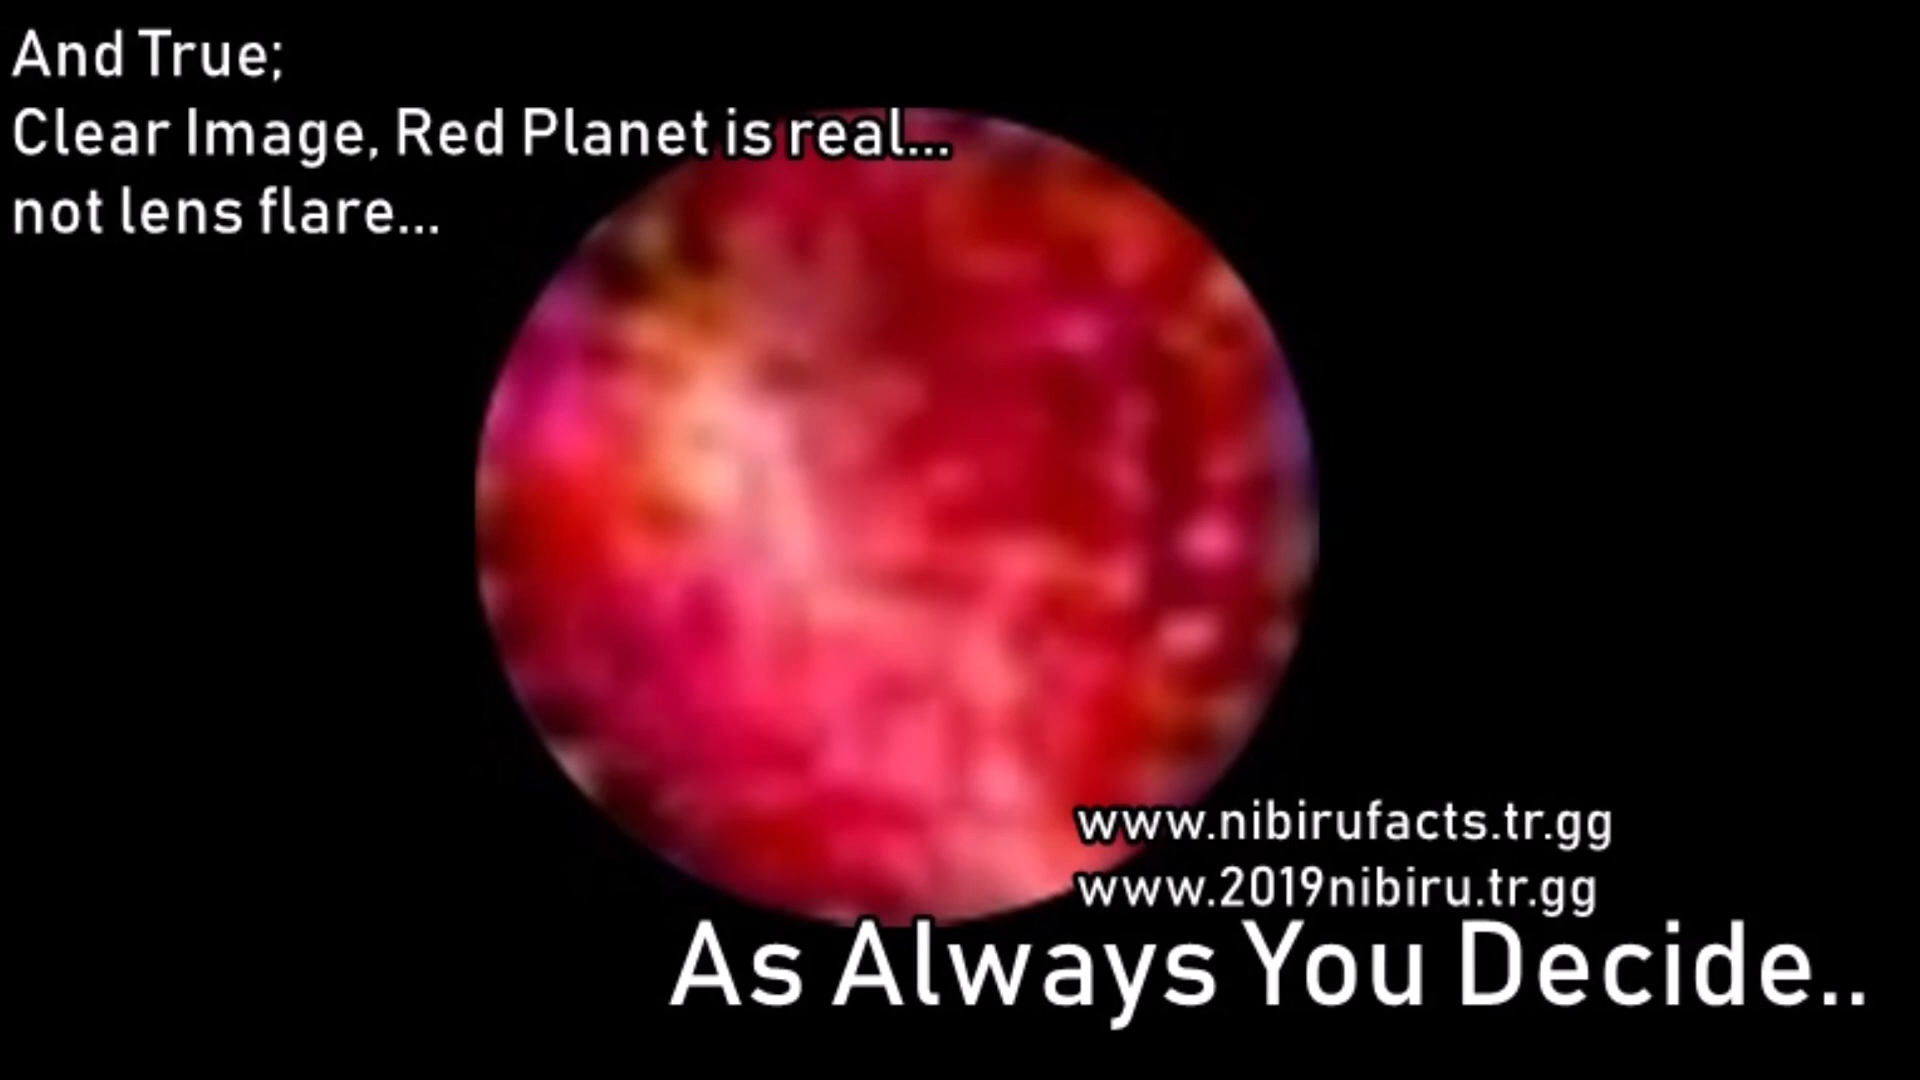 And True;
Clear Image, Red Planet is real...
not lens flare...
www.nibirufacts.tr.gg
www.2019nibiru.tr.gg
As Always You Decide..